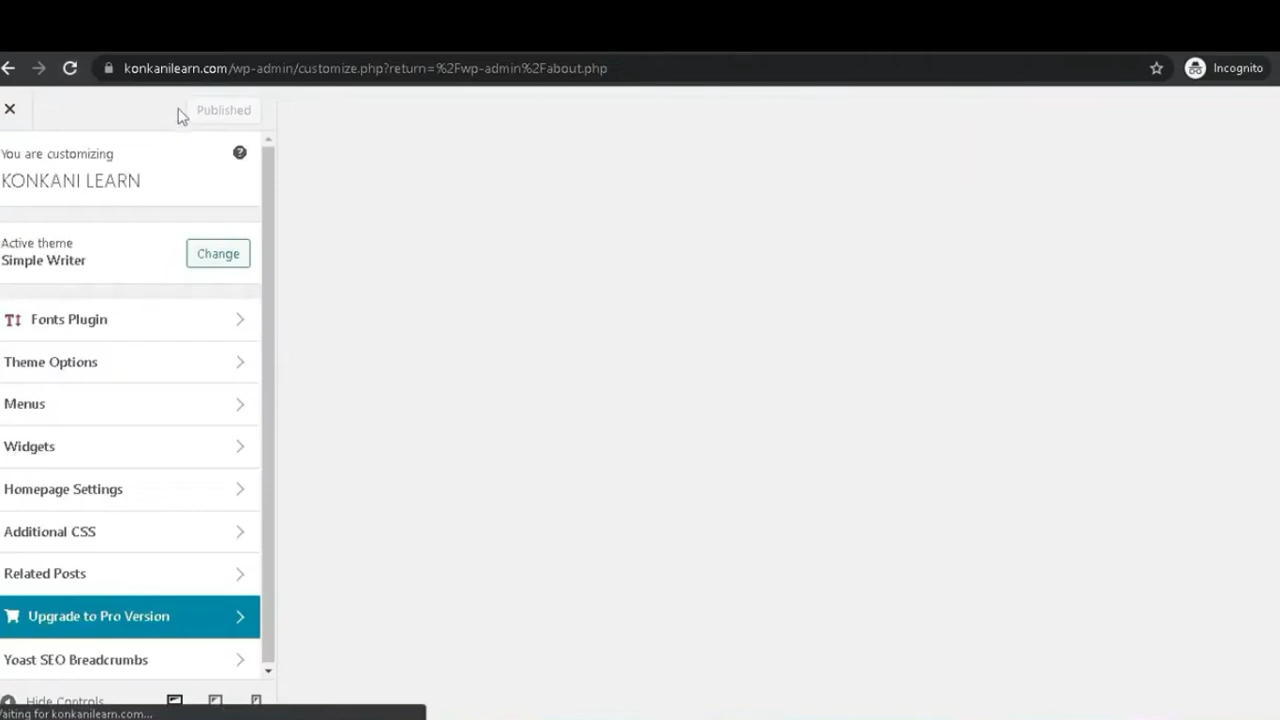 konkanilearn.com/wp-admin/customize.php?return=%2Fwp-admin%2Fabout.php
Incognito
Published
You are customizing
KONKANI LEARN
Active theme
Simple Writer
Change
Fonts Plugin
Theme Options
Menus
Widgets
Homepage Settings
Additional CSS
Related Posts
Upgrade to Pro Version
Yoast SEO Breadcrumbs
Hide Controls
aiting for konkanilearn.com...